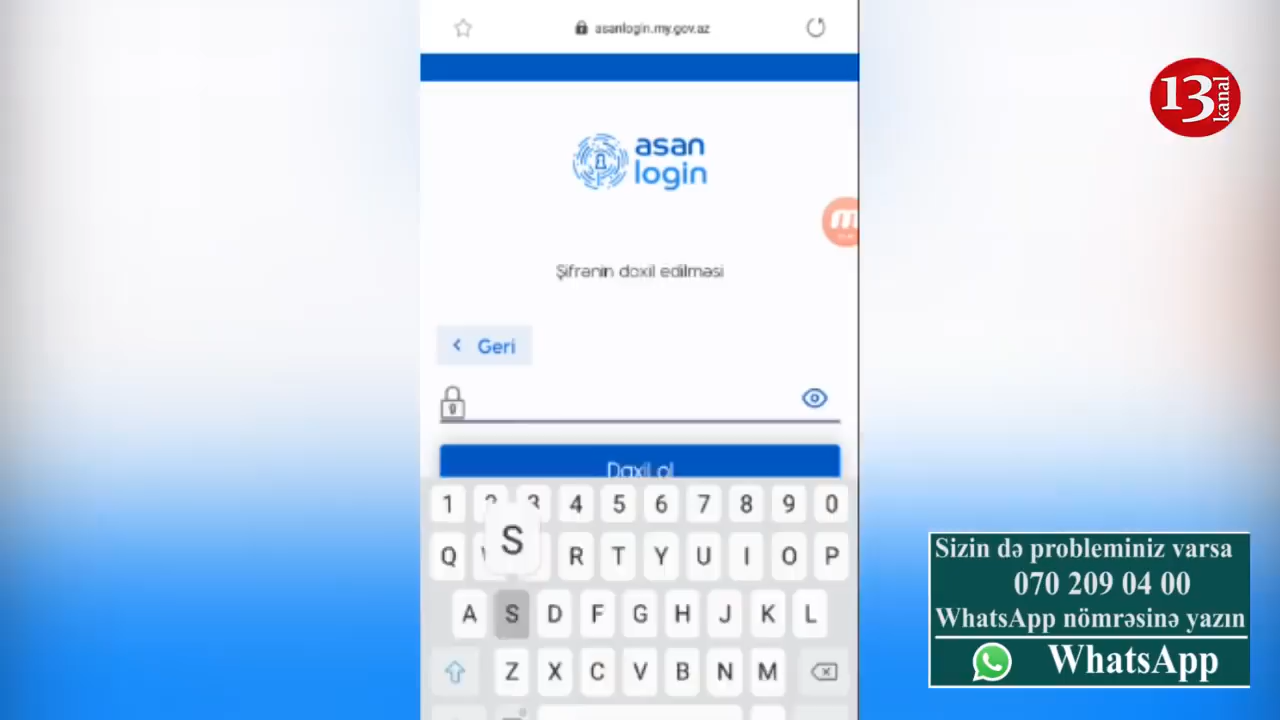 asanlogin.my.gov.az
13
kanal
asan
login
Şifrənin daxil edilməsi
Geri
Daxil ol
1 2 3 4 5 6 7 8 9 0
S
Q R T Y U I O P
A S D F G H J K L
Z X C V B N M
Sizin də probleminiz varsa
070 209 04 00
WhatsApp nömrəsinə yazın
WhatsApp